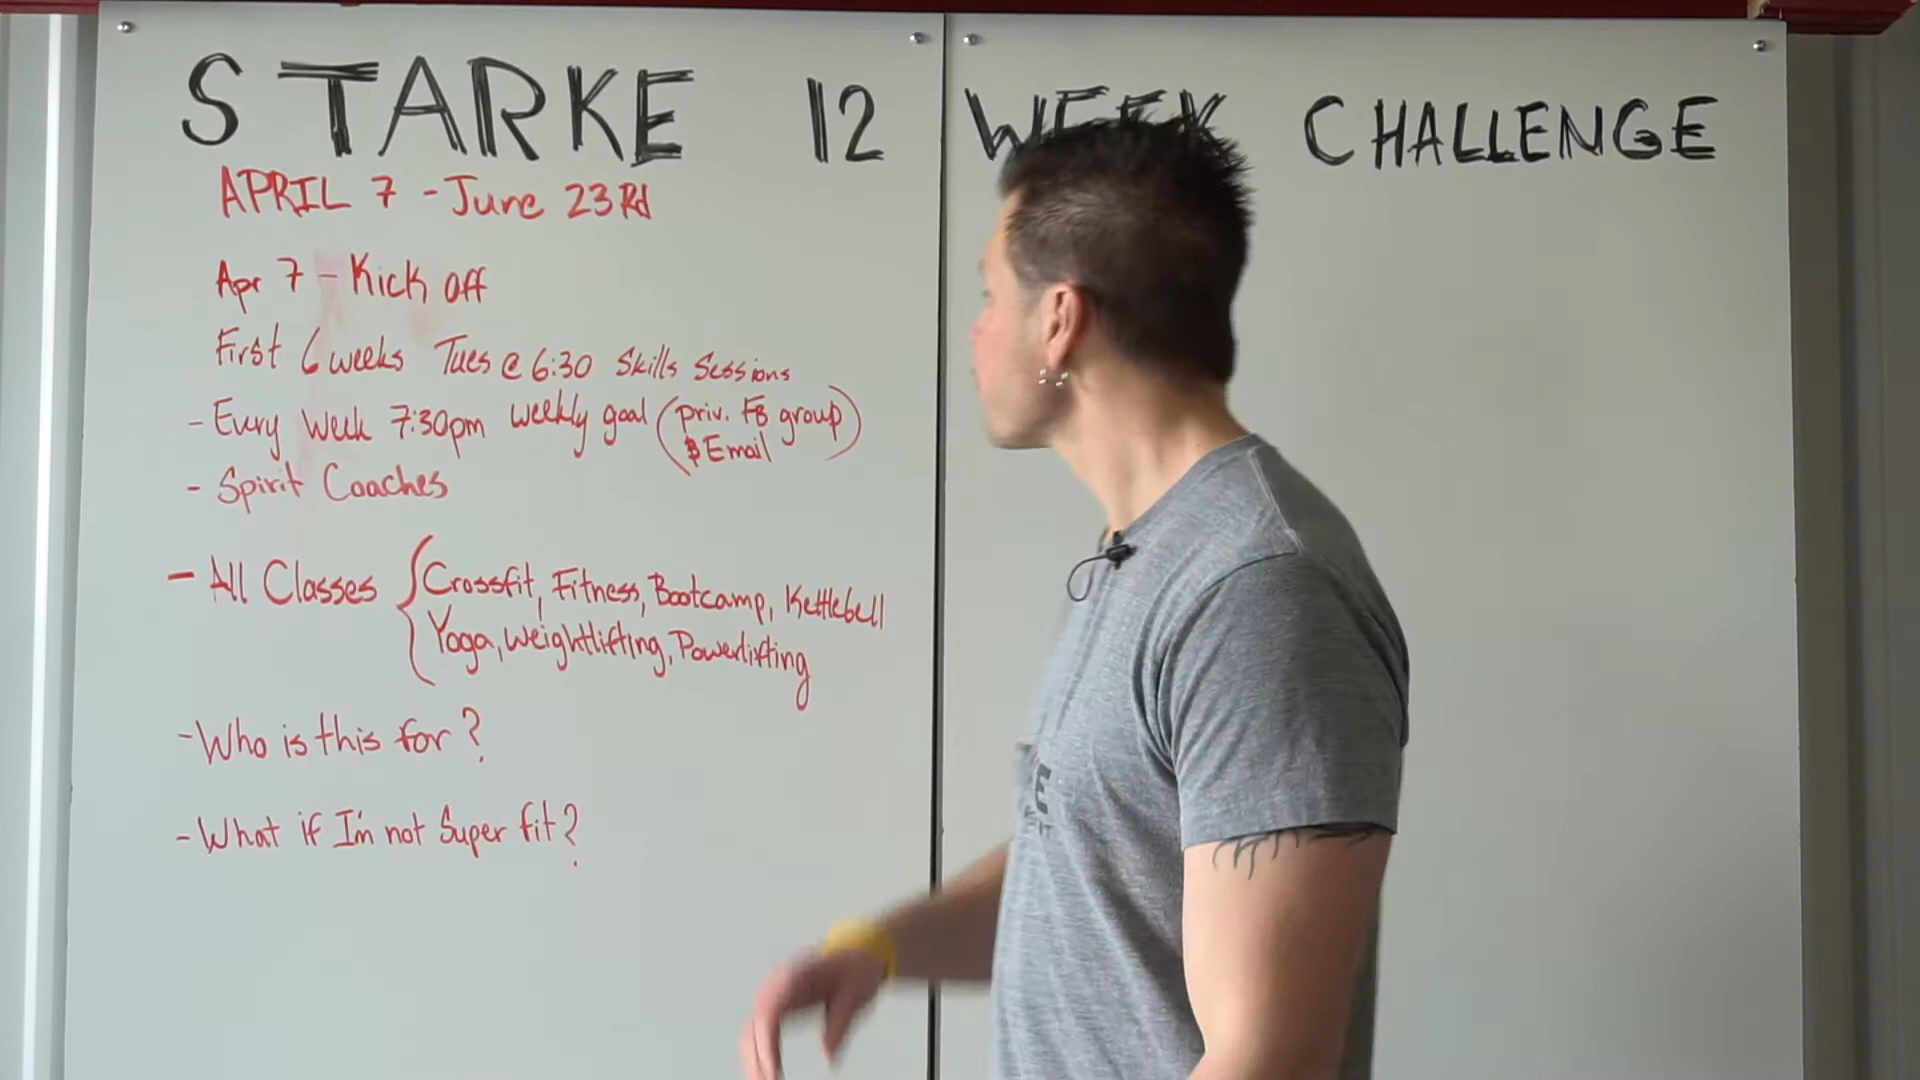 STARKE 12 WEEK CHALLENGE
APRIL 7 - June 23Rd
Apr 7 - Kick off
First 6 weeks Tues @ 6:30 Skills Sessions
- Every Week 7:30pm weekly goal (priv. FB group
& Email)
- Spirit Coaches
- All Classes { Crossfit, Fitness, Bootcamp, Kettlebell
Yoga, Weightlifting, Powerlifting
- Who is this for?
- What if I'm not Super fit?